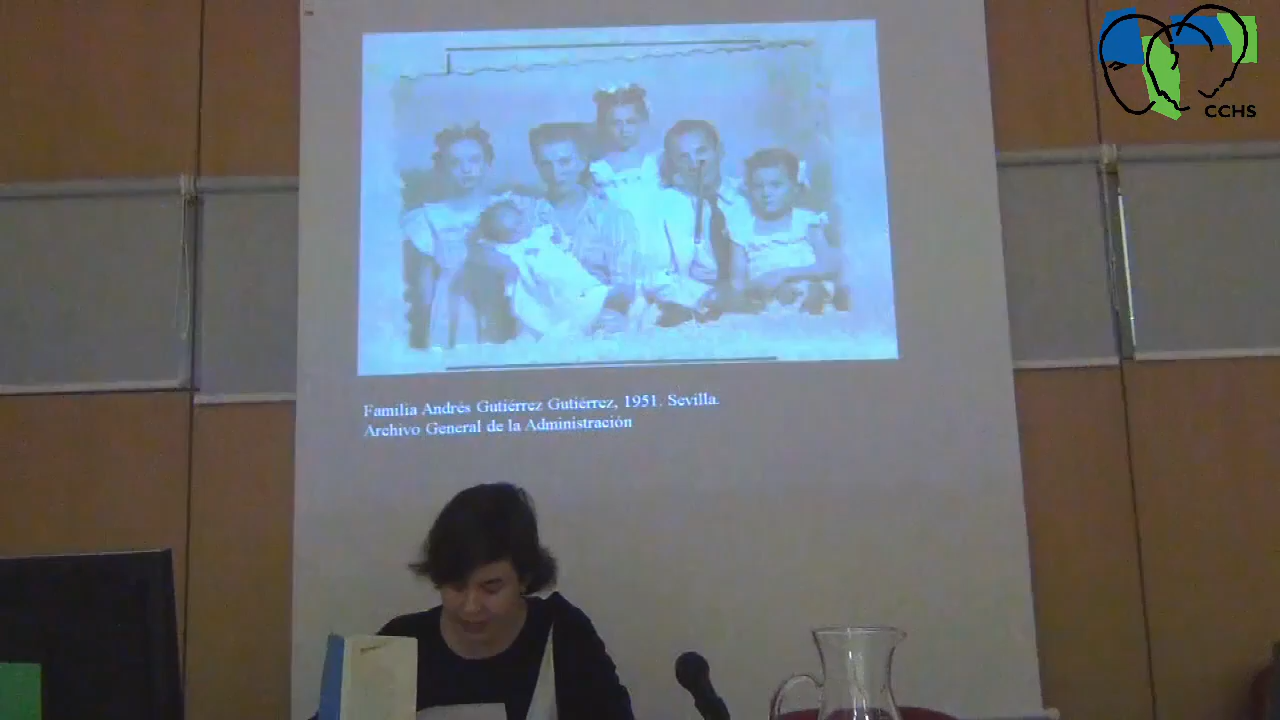 CCHS
Familia Andrés Gutiérrez Gutiérrez, 1951. Sevilla.
Archivo General de la Administración